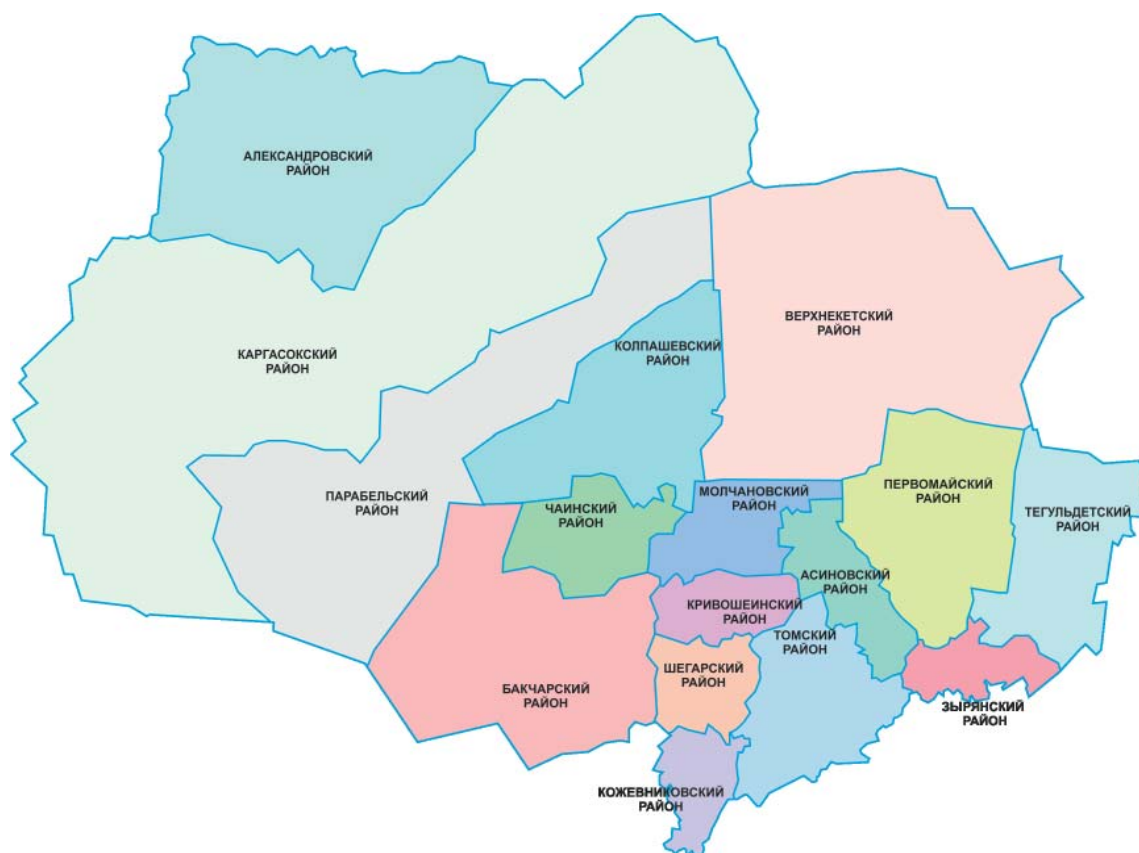 АЛЕКСАНДРОВСКИЙ
РАЙОН
ВЕРХНЕКЕТСКИЙ
РАЙОН
КАРГАСОКСКИЙ
РАЙОН
КОЛПАШЕВСКИЙ
РАЙОН
ПАРАБЕЛЬСКИЙ
РАЙОН
ЧАИНСКИЙ
РАЙОН
МОЛЧАНОВСКИЙ
РАЙОН
ПЕРВОМАЙСКИЙ
РАЙОН
ТЕГУЛЬДЕТСКИЙ
РАЙОН
АСИНОВСКИЙ
РАЙОН
КРИВОШЕИНСКИЙ
РАЙОН
ТОМСКИЙ
РАЙОН
ШЕГАРСКИЙ
РАЙОН
БАКЧАРСКИЙ
РАЙОН
ЗЫРЯНСКИЙ
РАЙОН
КОЖЕВНИКОВСКИЙ
РАЙОН